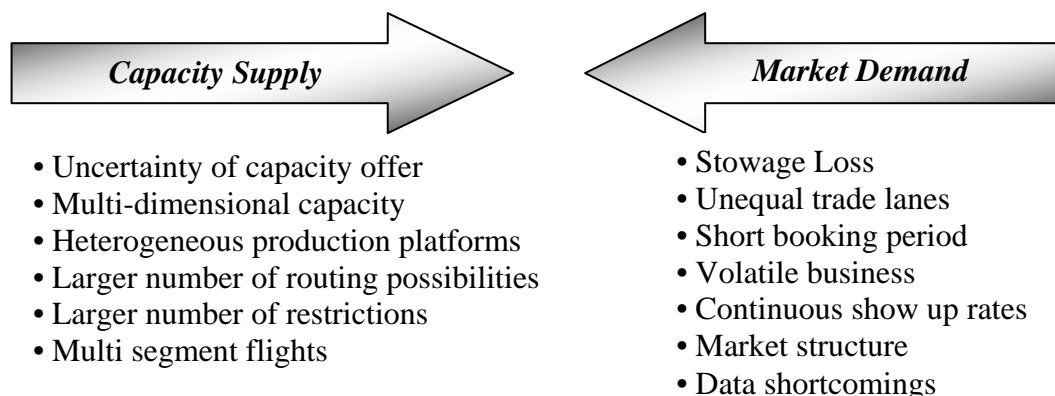 Capacity Supply
• Uncertainty of capacity offer
• Multi-dimensional capacity
• Heterogeneous production platforms
• Larger number of routing possibilities
• Larger number of restrictions
• Multi segment flights
Market Demand
• Stowage Loss
• Unequal trade lanes
• Short booking period
• Volatile business
• Continuous show up rates
• Market structure
• Data shortcomings